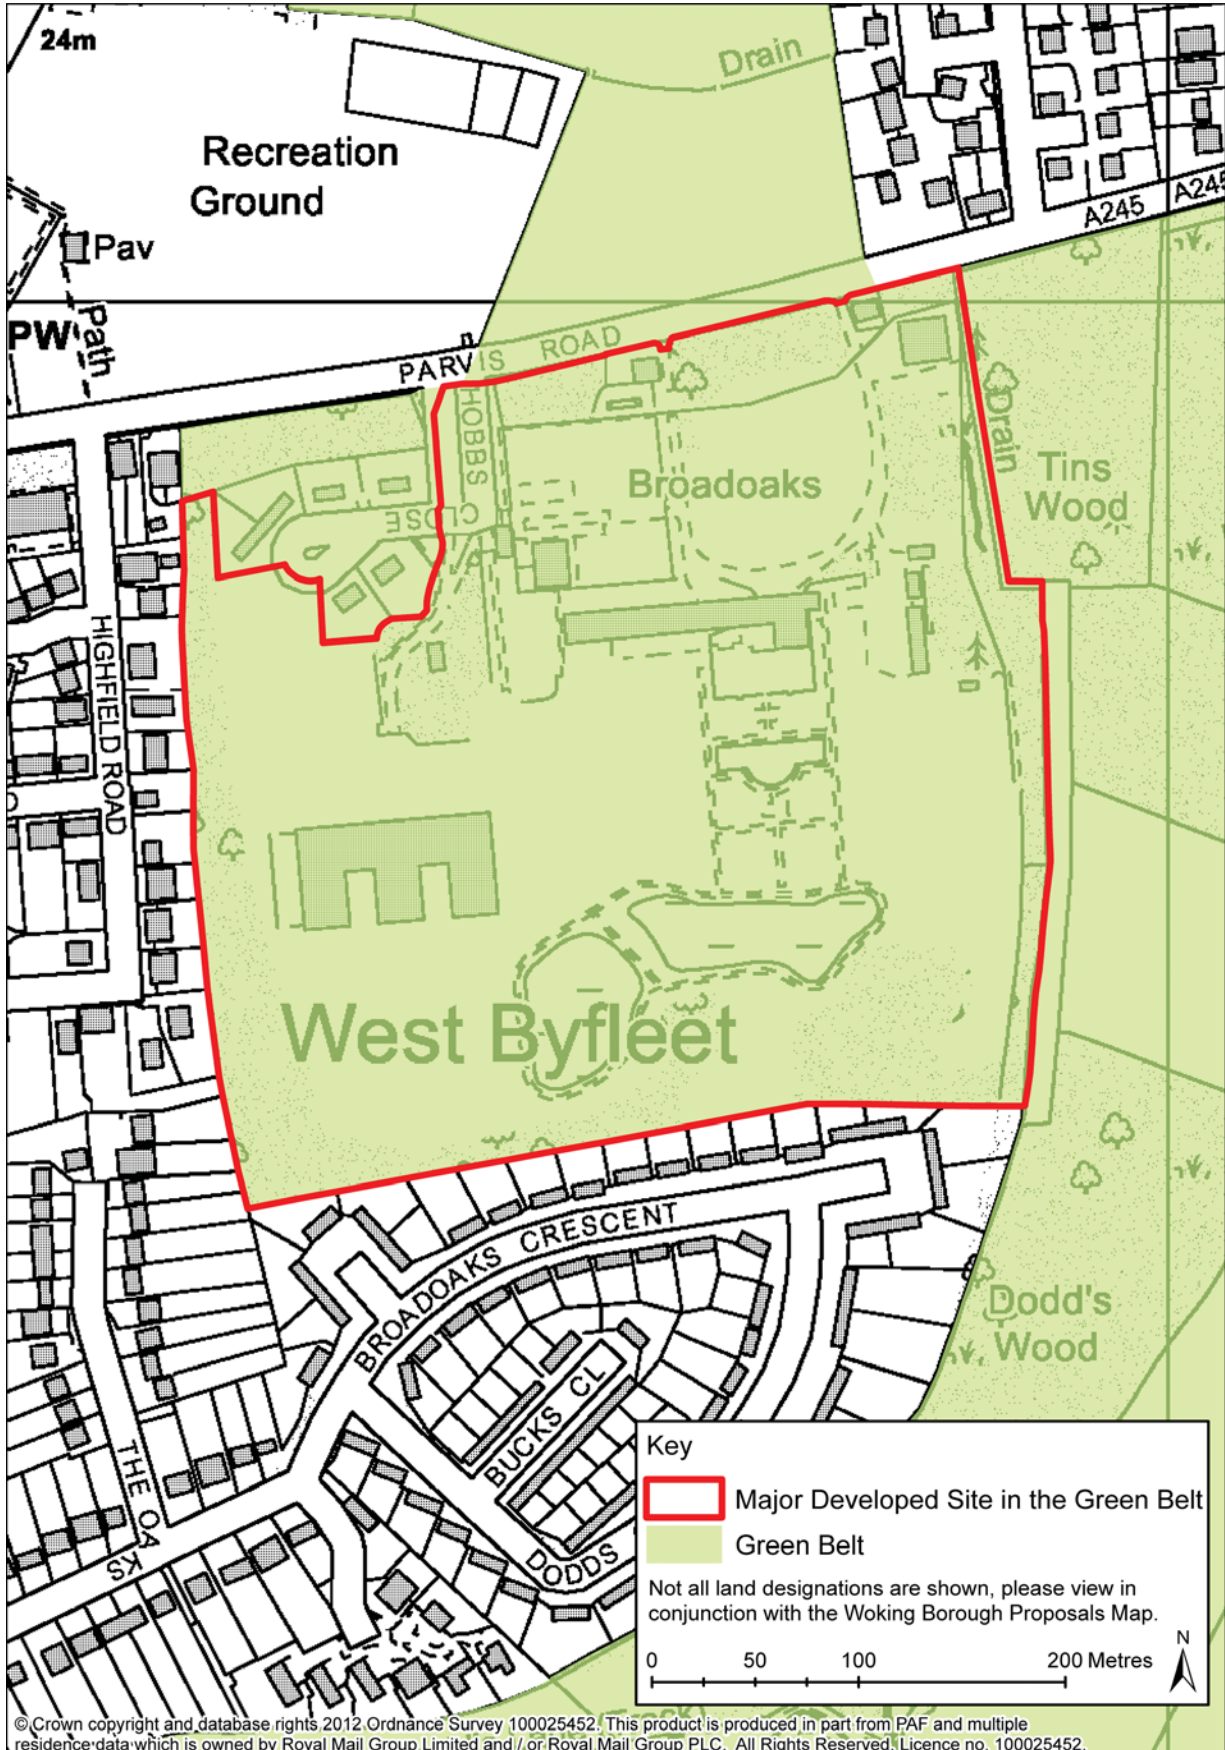 24m
Drain
Recreation
Ground
A245
A245
Pav
Path
PW
PARVIS ROAD
HOBBS
CLOSE
Broadoaks
Drain
Tins
Wood
HIGHFIELD ROAD
West Byfleet
BROADOAKS CRESCENT
Dodd's
Wood
BUCKS CL
THE OAKS
DODDS
Key
Major Developed Site in the Green Belt
Green Belt
Not all land designations are shown, please view in
conjunction with the Woking Borough Proposals Map.
0 50 100 200 Metres
N
© Crown copyright and database rights 2012 Ordnance Survey 100025452. This product is produced in part from PAF and multiple
residence data which is owned by Royal Mail Group Limited and / or Royal Mail Group PLC. All Rights Reserved. Licence no. 100025452.